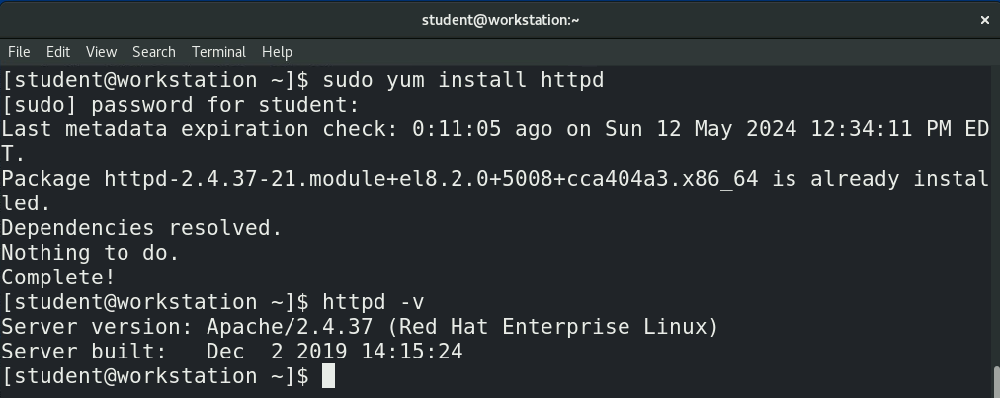 student@workstation:~
×
File Edit View Search Terminal Help
[student@workstation ~]$ sudo yum install httpd
[sudo] password for student:
Last metadata expiration check: 0:11:05 ago on Sun 12 May 2024 12:34:11 PM ED
T.
Package httpd-2.4.37-21.module+el8.2.0+5008+cca404a3.x86_64 is already instal
led.
Dependencies resolved.
Nothing to do.
Complete!
[student@workstation ~]$ httpd -v
Server version: Apache/2.4.37 (Red Hat Enterprise Linux)
Server built:   Dec  2 2019 14:15:24
[student@workstation ~]$